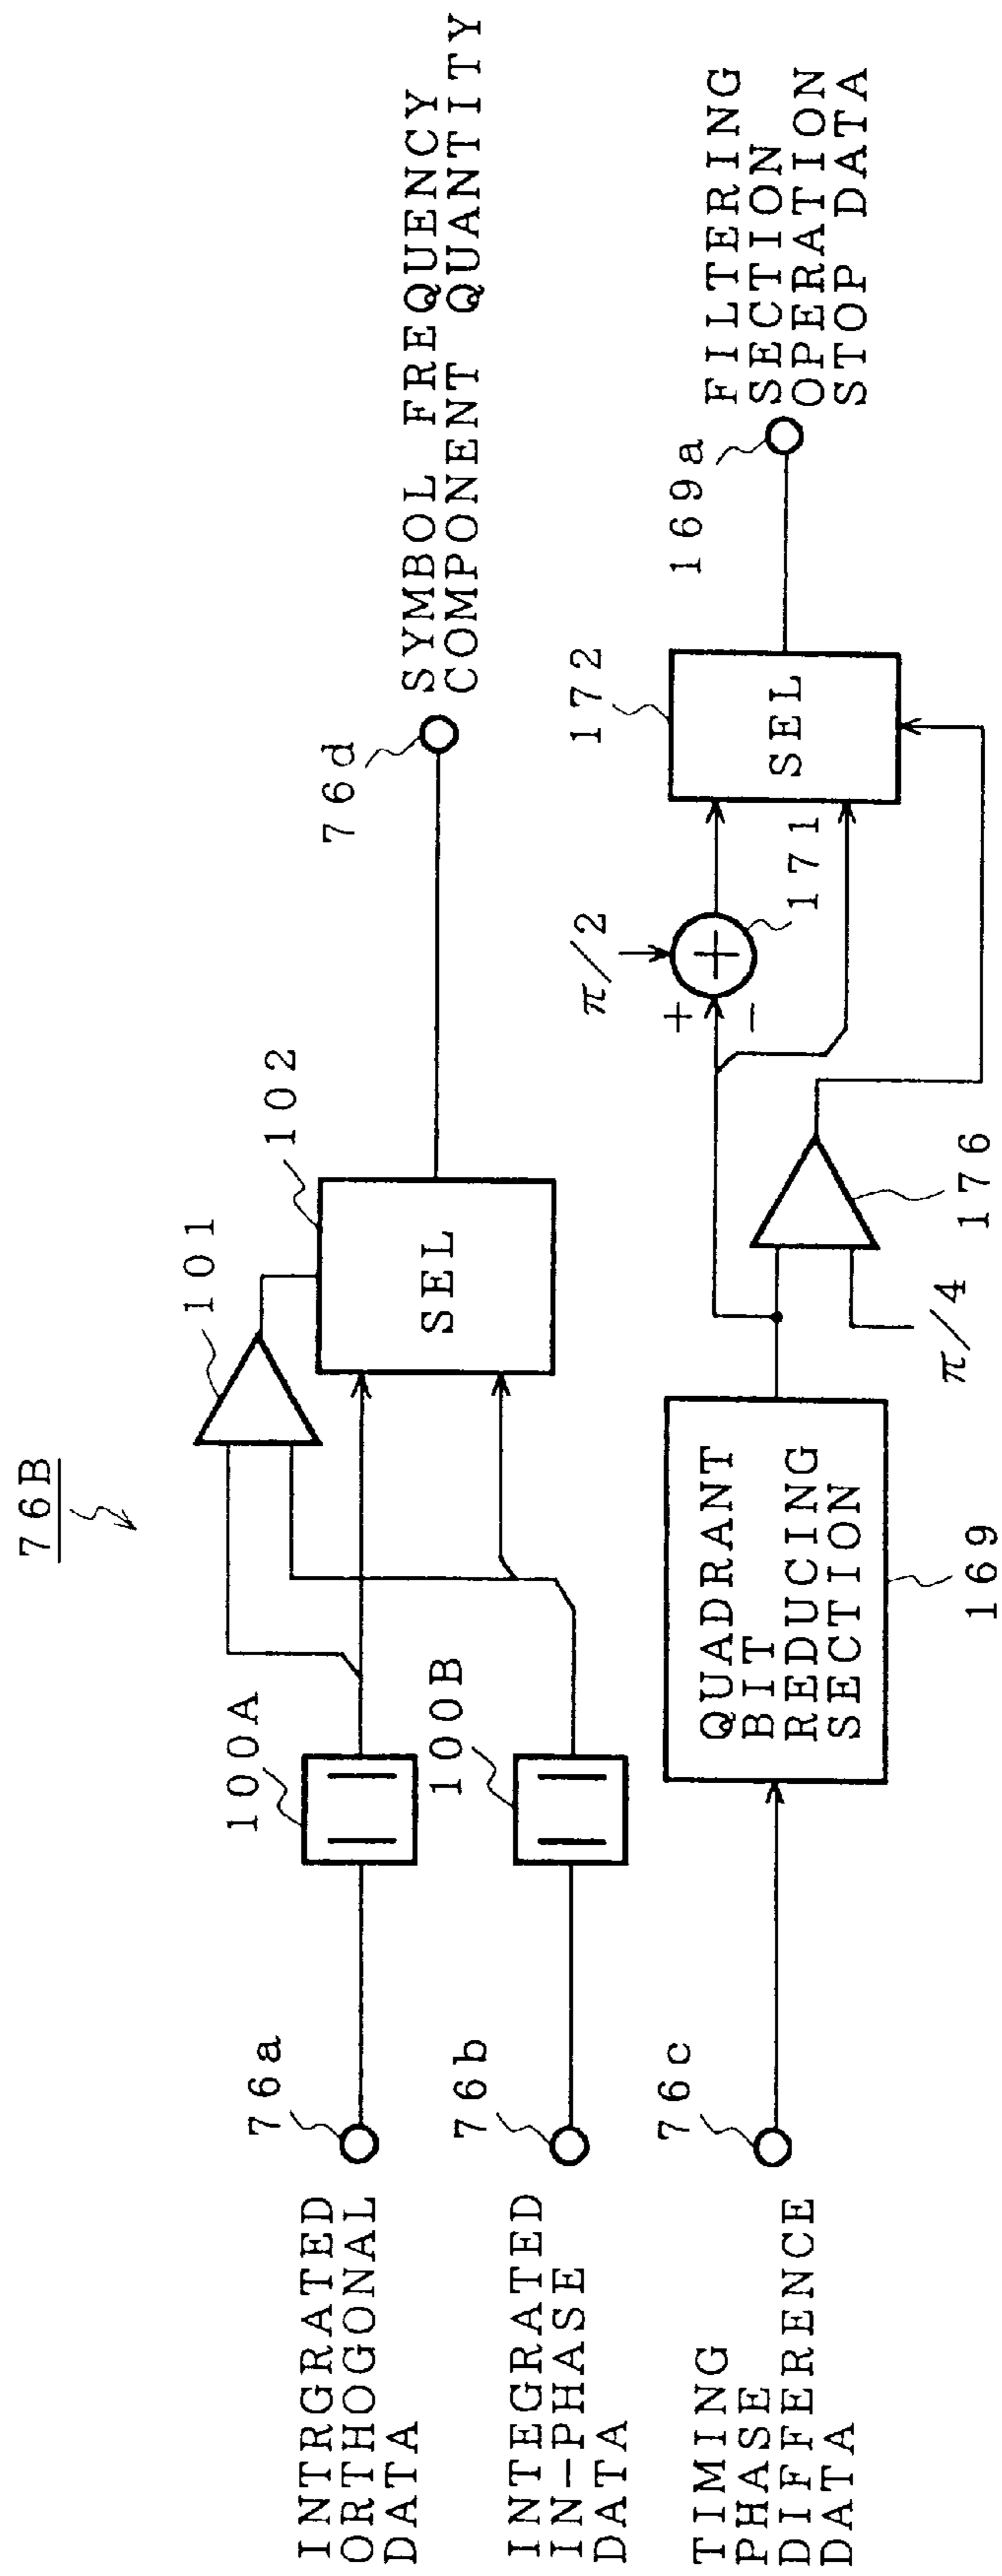 76B
INTRGRATED
ORTHOGONAL
DATA
76a
100A
101
102
SEL
76d
SYMBOL FREQUENCY
COMPONENT QUANTITY
INTEGRATED
IN-PHASE
DATA
76b
100B
TIMING
PHASE
DIFFERENCE
DATA
76c
QUADRANT
BIT
REDUCING
SECTION
169
π/4
176
π/2
+
−
+
171
172
SEL
169a
FILTERING
SECTION
OPERATION
STOP DATA